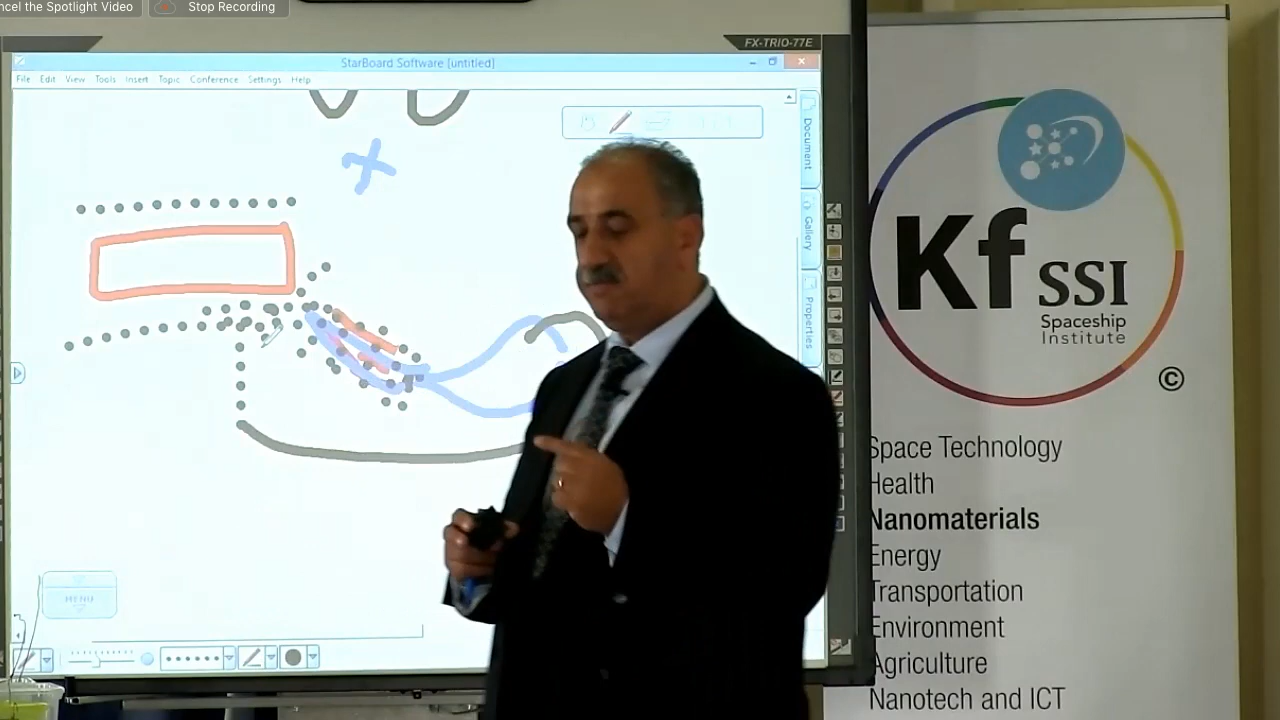 ncel the Spotlight Video
Stop Recording
FX-TRIO-77E
StarBoard Software [untitled]
File Edit View Tools Insert Topic Conference Settings Help
Document
Gallery
Properties
MENU
Kf SSI
Spaceship
Institute
©
Space Technology
Health
Nanomaterials
Energy
Transportation
Environment
Agriculture
Nanotech and ICT